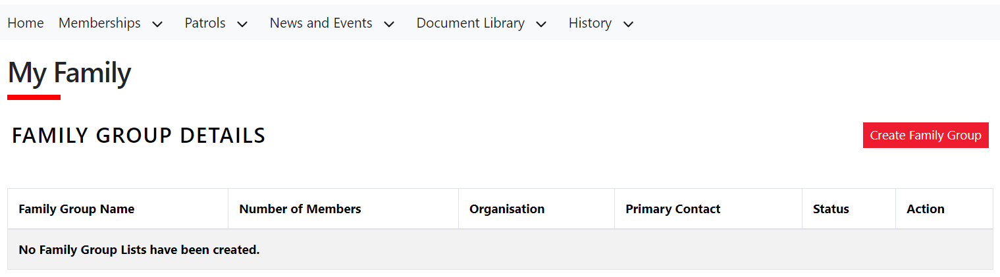 Home Memberships Patrols News and Events Document Library History
My Family
FAMILY GROUP DETAILS
Create Family Group
Family Group Name Number of Members Organisation Primary Contact Status Action
No Family Group Lists have been created.